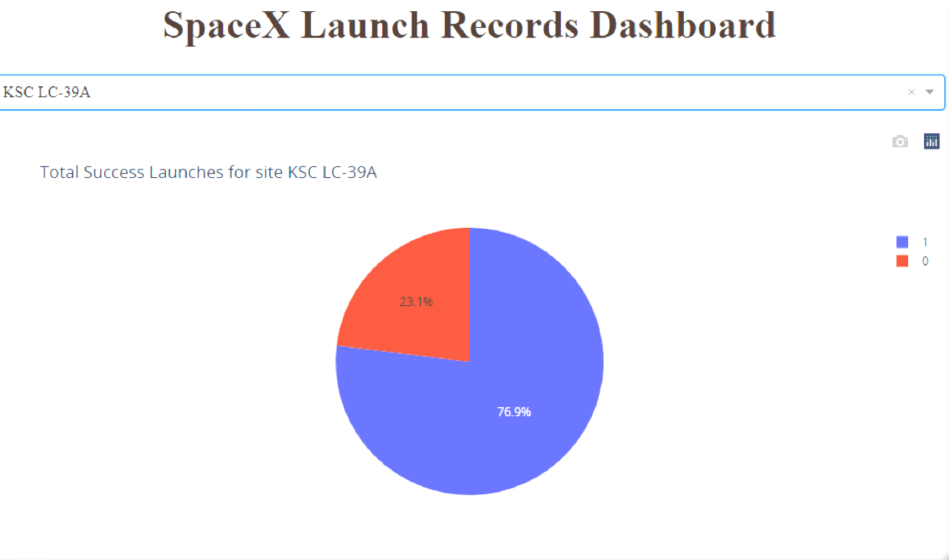 SpaceX Launch Records Dashboard
KSC LC-39A
Total Success Launches for site KSC LC-39A
1
0
23.1%
76.9%